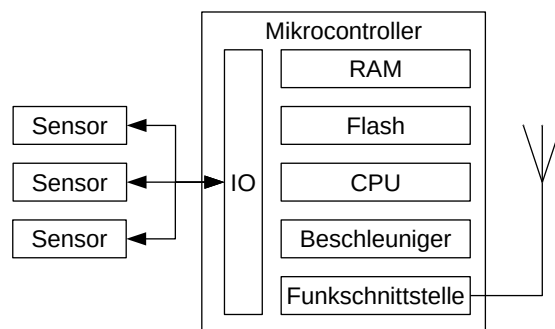 Mikrocontroller
RAM
Sensor
Flash
Sensor
IO
CPU
Sensor
Beschleuniger
Funkschnittstelle